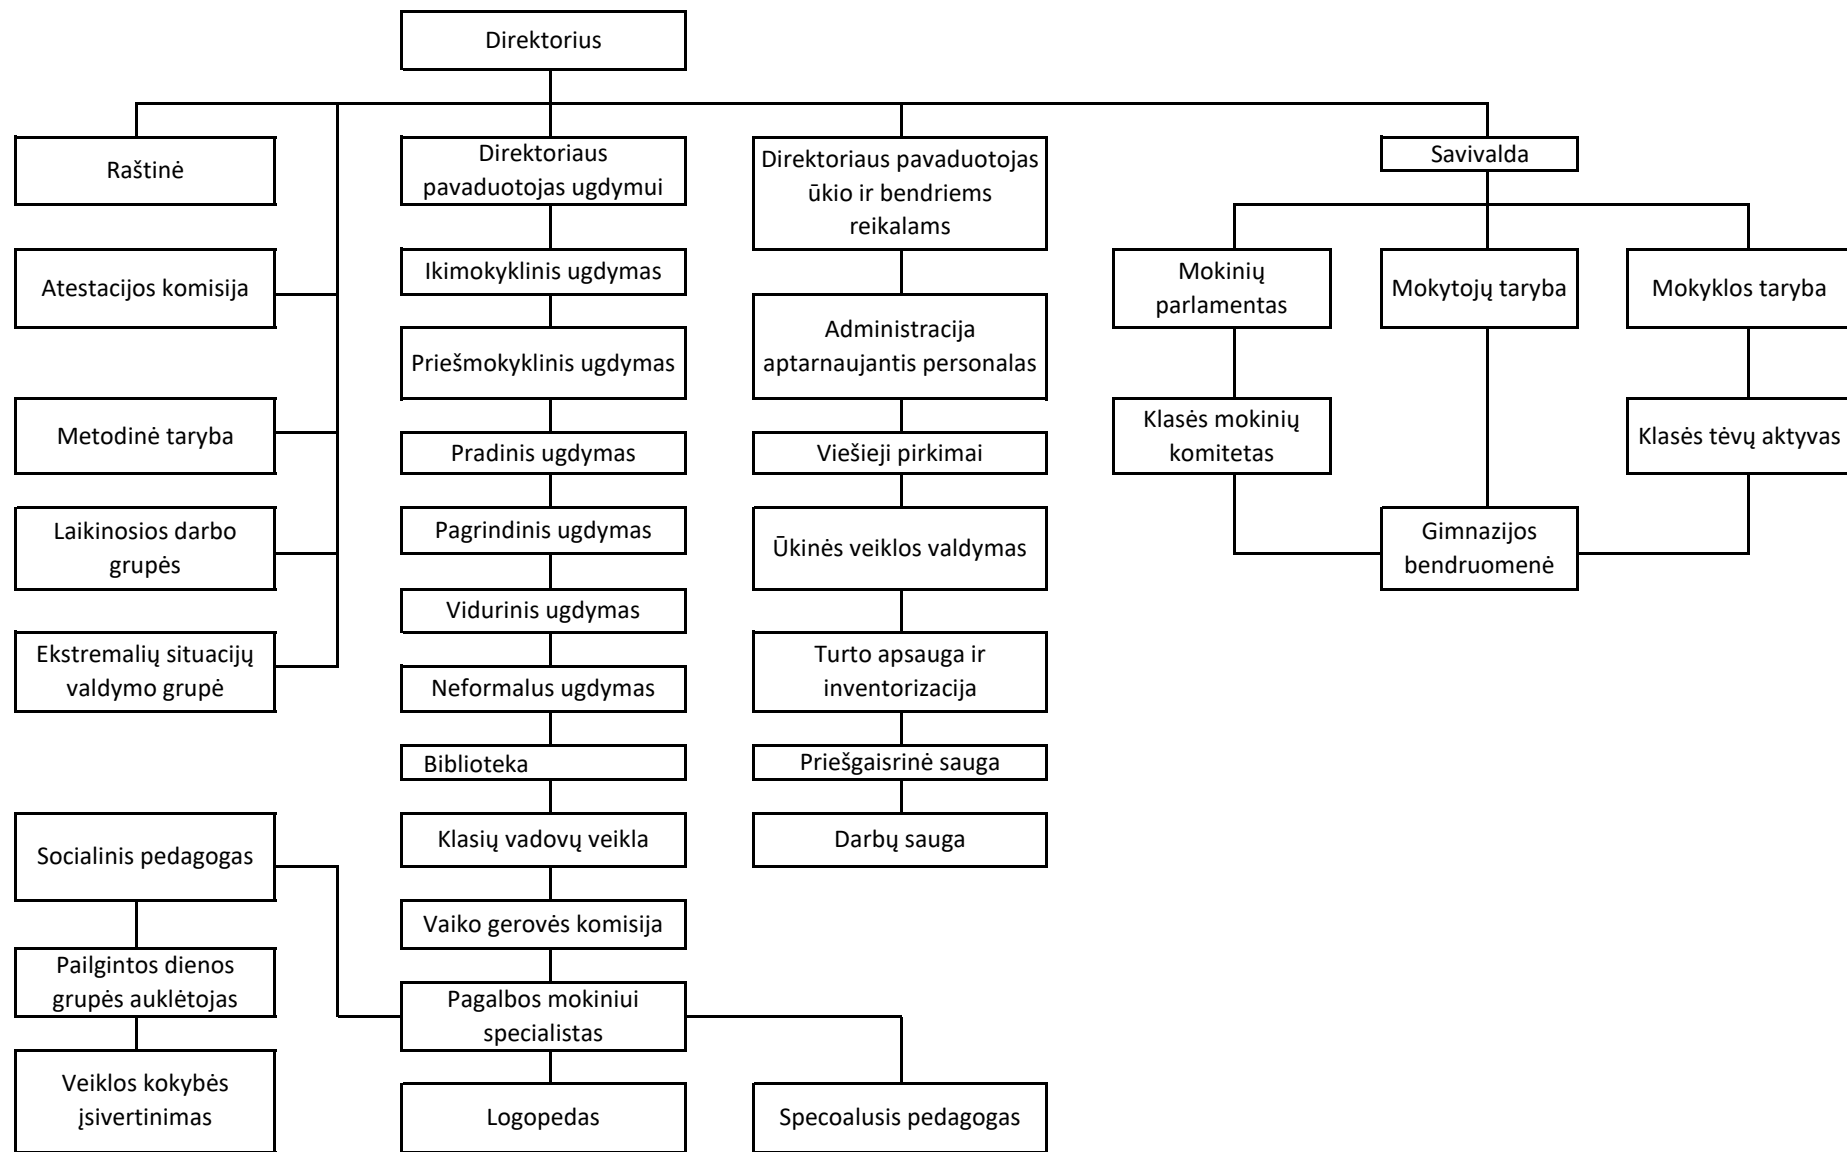 Direktorius
Raštinė
Direktoriaus
pavaduotojas ugdymui
Direktoriaus pavaduotojas
ūkio ir bendriems
reikalams
Savivalda
Atestacijos komisija
Ikimokyklinis ugdymas
Mokinių
parlamentas
Mokytojų taryba
Mokyklos taryba
Priešmokyklinis ugdymas
Administracija
aptarnaujantis personalas
Metodinė taryba
Pradinis ugdymas
Viešieji pirkimai
Klasės mokinių
komitetas
Klasės tėvų aktyvas
Laikinosios darbo
grupės
Pagrindinis ugdymas
Ūkinės veiklos valdymas
Gimnazijos
bendruomenė
Vidurinis ugdymas
Ekstremalių situacijų
valdymo grupė
Neformalus ugdymas
Turto apsauga ir
inventorizacija
Biblioteka
Priešgaisrinė sauga
Socialinis pedagogas
Klasių vadovų veikla
Darbų sauga
Vaiko gerovės komisija
Pailgintos dienos
grupės auklėtojas
Pagalbos mokiniui
specialistas
Veiklos kokybės
įsivertinimas
Logopedas
Specoalusis pedagogas